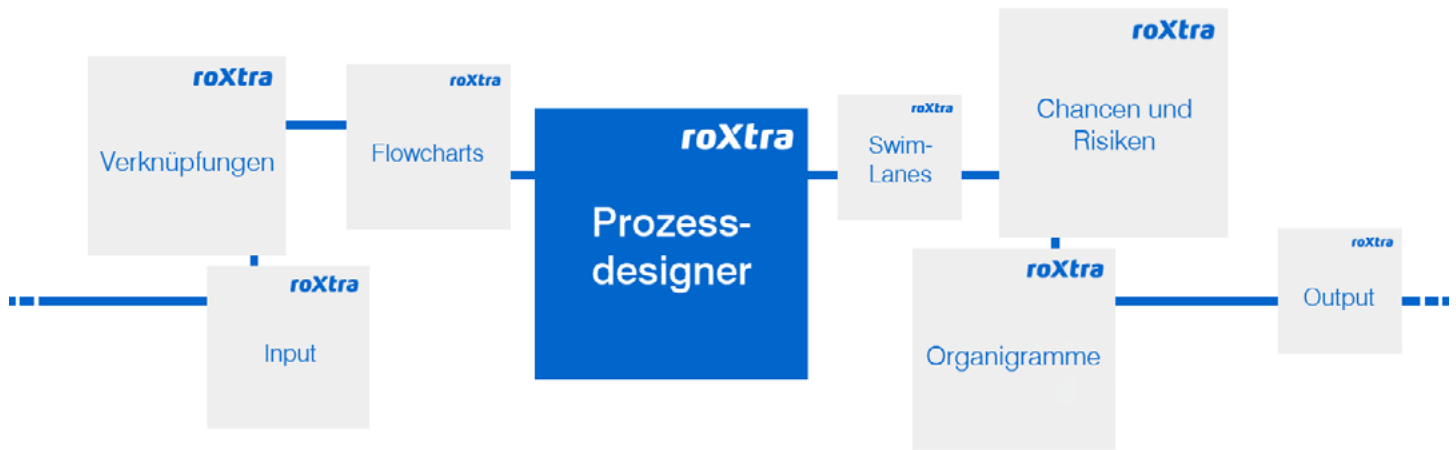 roXtra
Verknüpfungen
roXtra
Input
roXtra
Flowcharts
roXtra
Prozess-
designer
roXtra
Swim-
Lanes
roXtra
Chancen und
Risiken
roXtra
Organigramme
roXtra
Output